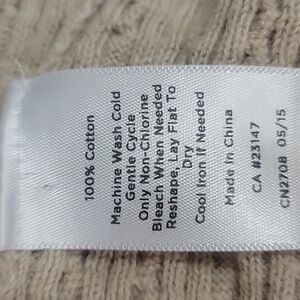 100% Cotton
Machine Wash Cold
Gentle Cycle
Only Non-Chlorine
Bleach When Needed
Reshape, Lay Flat To
Dry
Cool Iron If Needed
Made In China
CA #23147
CN2708 05/15